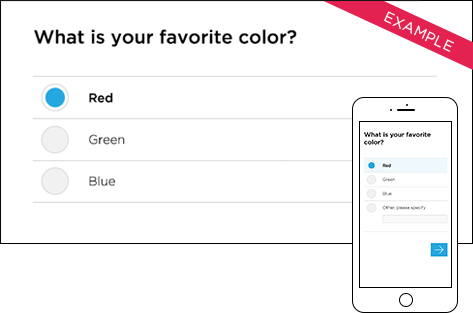 What is your favorite color?
EXAMPLE
Red
Green
Blue
What is your favorite
color?
Red
Green
Blue
Other, please specify